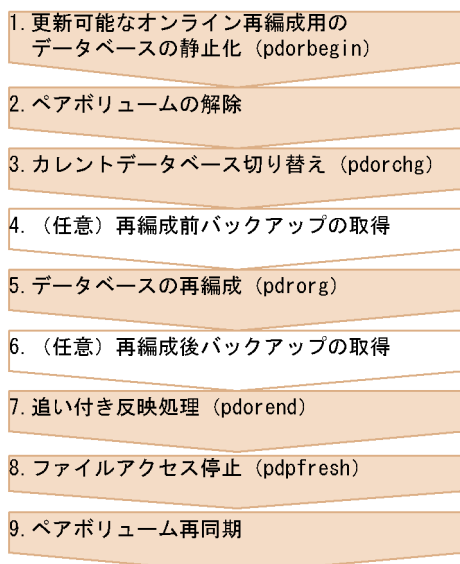 1.更新可能なオンライン再編成用の
データベースの静止化（pdorbegin）
2.ペアボリュームの解除
3.カレントデータベース切り替え（pdorchg）
4.（任意）再編成前バックアップの取得
5.データベースの再編成（pdrorg）
6.（任意）再編成後バックアップの取得
7.追い付き反映処理（pdorend）
8.ファイルアクセス停止（pdpfresh）
9.ペアボリューム再同期